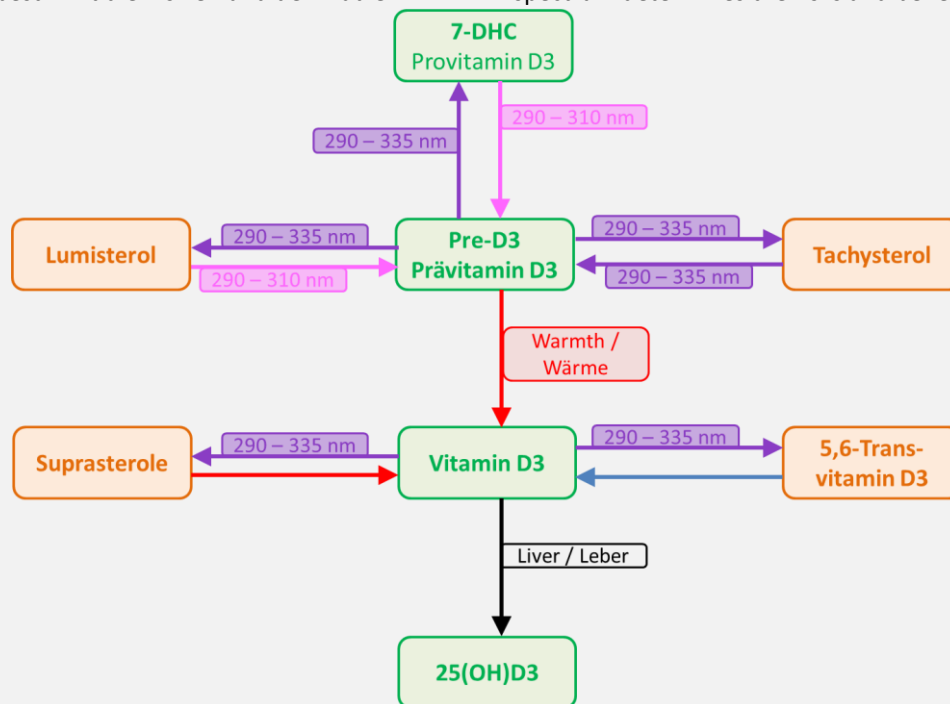 7-DHC
Provitamin D3
290 – 335 nm
290 – 310 nm
Lumisterol
290 – 335 nm
290 – 310 nm
Pre-D3
Prävitamin D3
290 – 335 nm
290 – 335 nm
Tachysterol
Warmth /
Wärme
Suprasterole
290 – 335 nm
Vitamin D3
290 – 335 nm
5,6-Trans-
vitamin D3
Liver / Leber
25(OH)D3